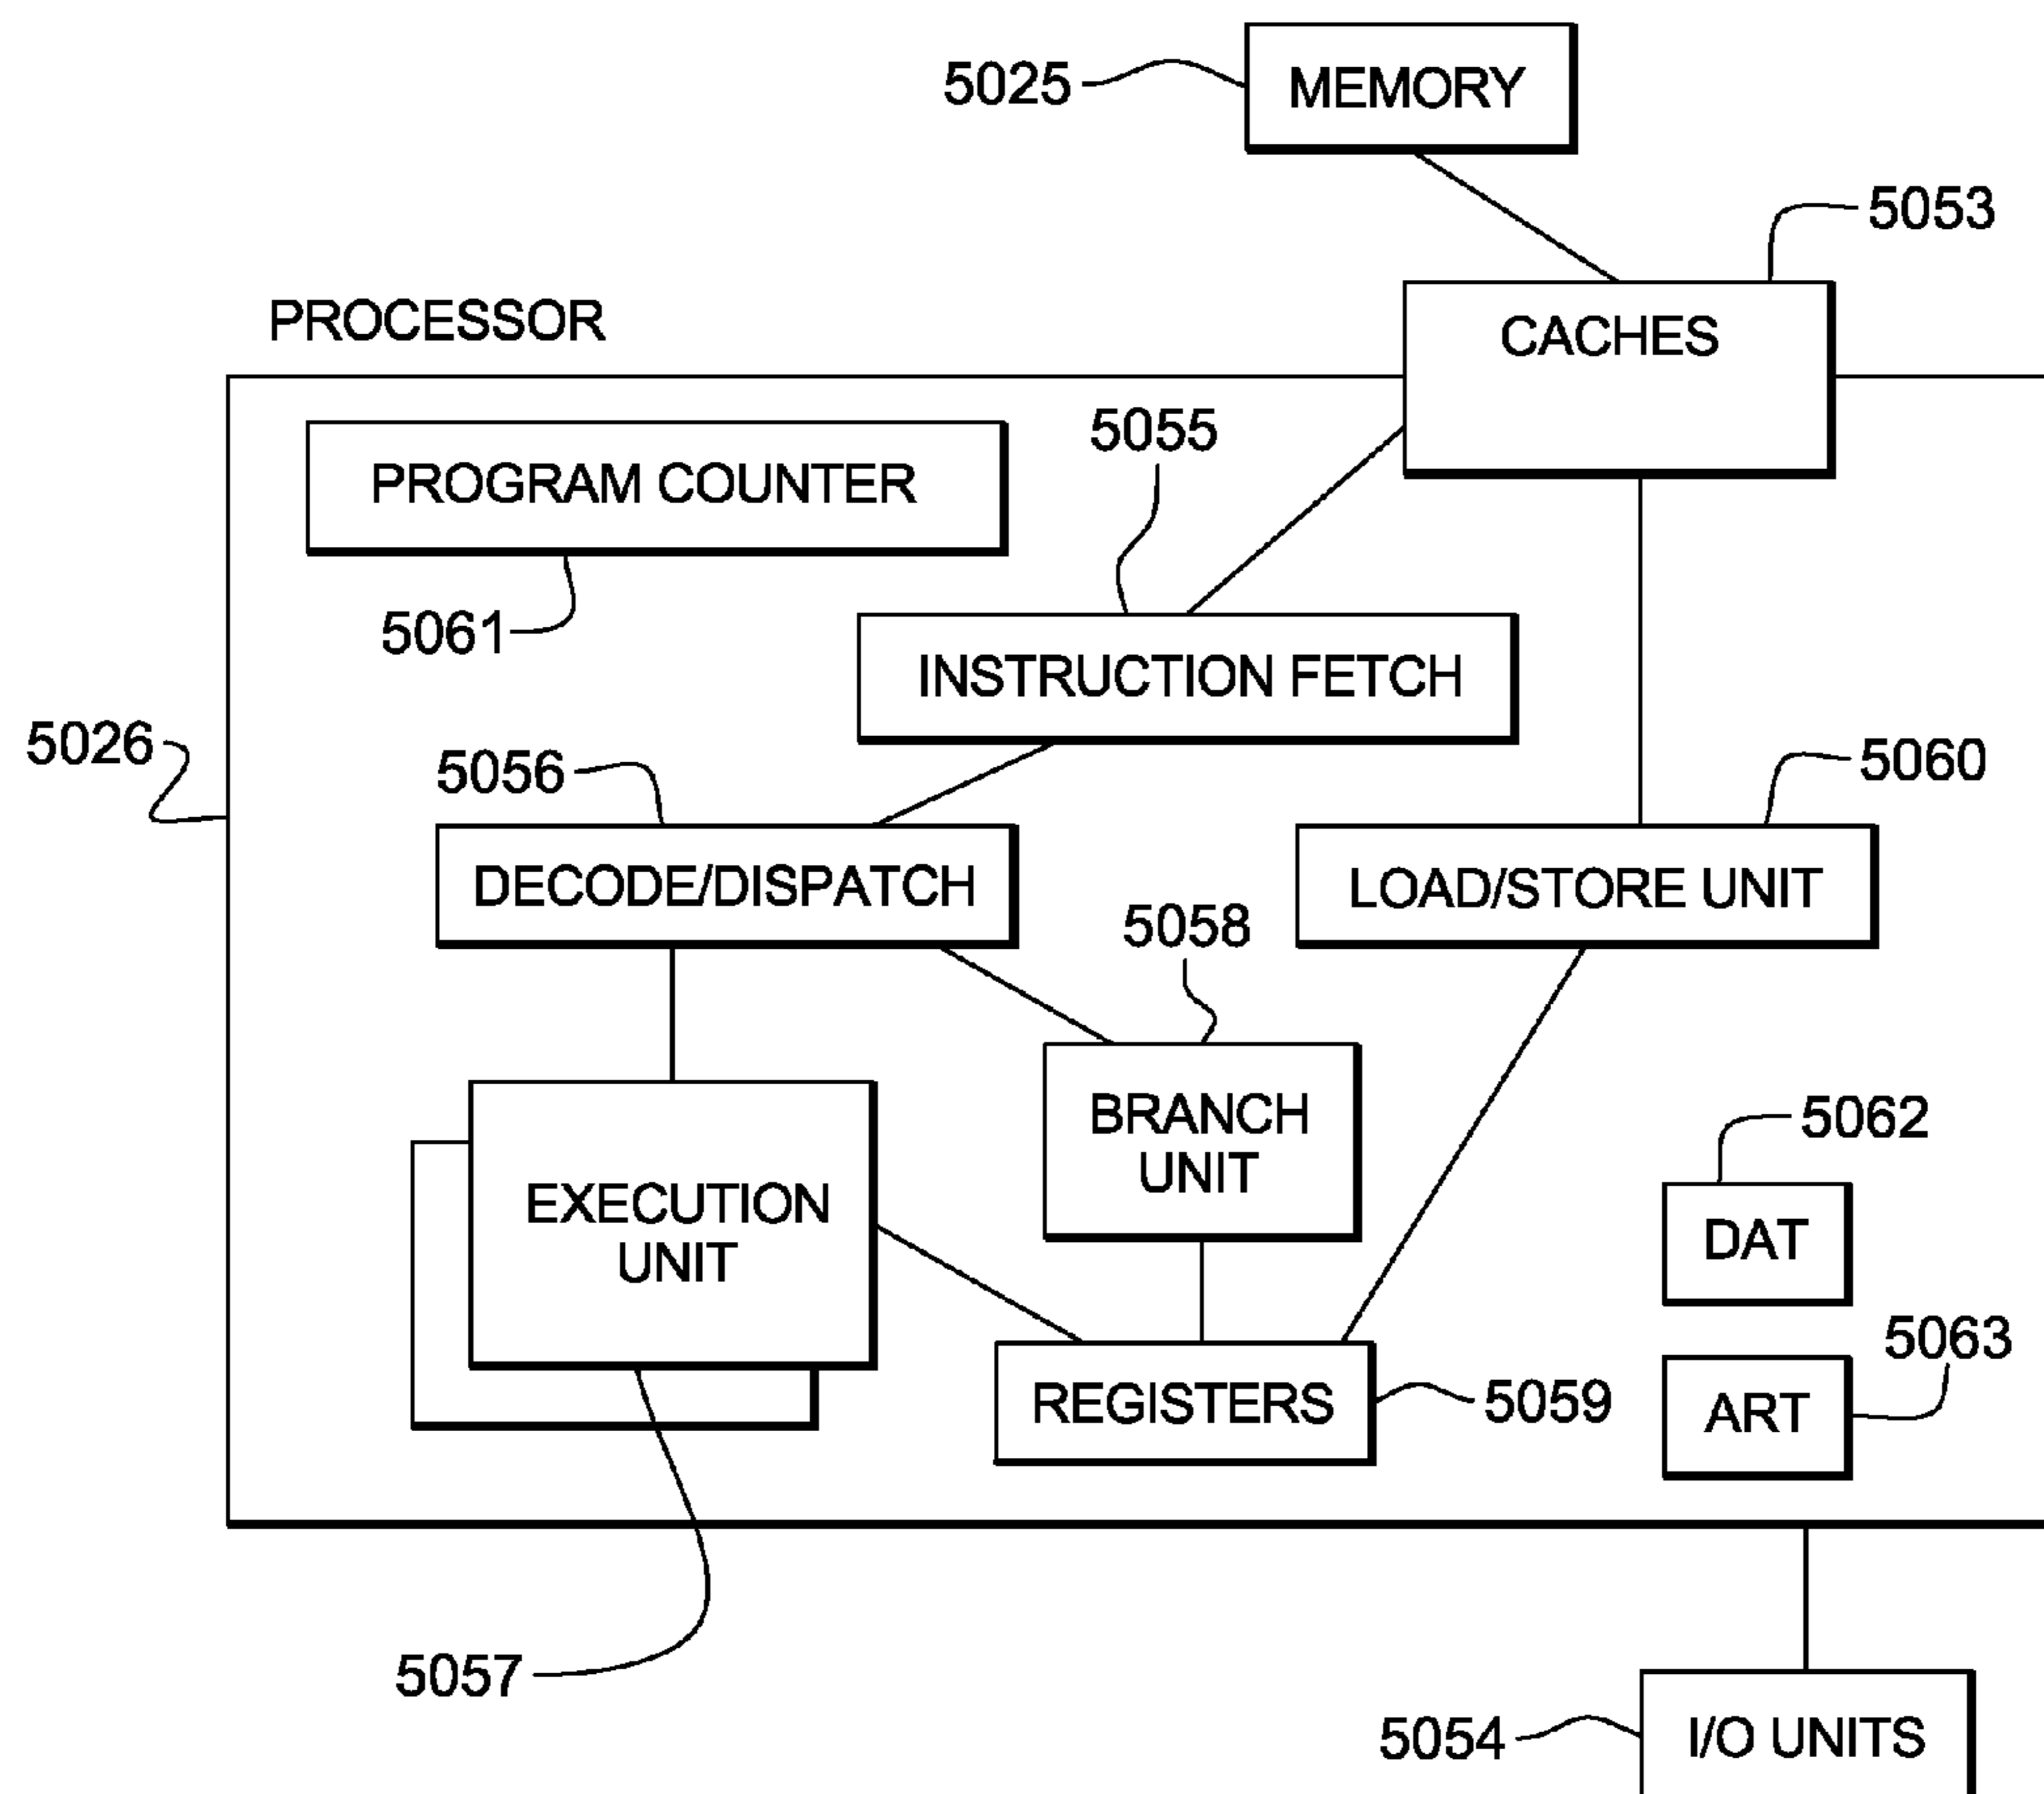 MEMORY
5025
5053
CACHES
PROCESSOR
5055
PROGRAM COUNTER
5061
INSTRUCTION FETCH
5026
5056
5060
DECODE/DISPATCH
LOAD/STORE UNIT
5058
BRANCH
UNIT
5062
EXECUTION
UNIT
DAT
5063
REGISTERS
5059
ART
5057
5054
I/O UNITS